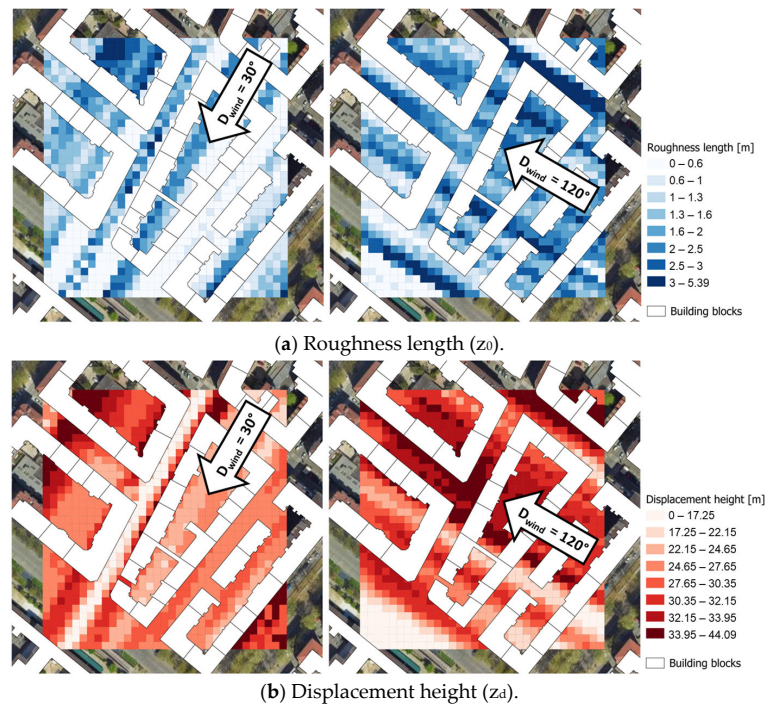 D wind = 30°
D wind = 120°
Roughness length [m]
0 – 0.6
0.6 – 1
1 – 1.3
1.3 – 1.6
1.6 – 2
2 – 2.5
2.5 – 3
3 – 5.39
Building blocks
(a) Roughness length (z0).
D wind = 30°
D wind = 120°
Displacement height [m]
0 – 17.25
17.25 – 22.15
22.15 – 24.65
24.65 – 27.65
27.65 – 30.35
30.35 – 32.15
32.15 – 33.95
33.95 – 44.09
Building blocks
(b) Displacement height (zd).